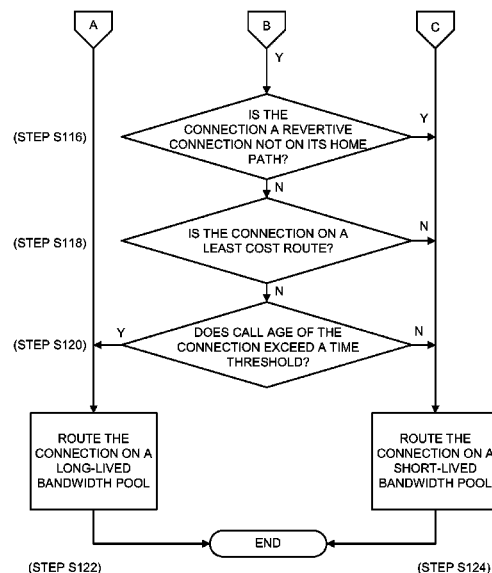 A
B
C
Y
IS THE
CONNECTION A REVERTIVE
CONNECTION NOT ON ITS HOME
PATH?
Y
(STEP S116)
N
IS THE CONNECTION ON A
LEAST COST ROUTE?
N
(STEP S118)
N
DOES CALL AGE OF THE
CONNECTION EXCEED A TIME
THRESHOLD?
Y
N
(STEP S120)
ROUTE THE
CONNECTION ON A
LONG-LIVED
BANDWIDTH POOL
ROUTE THE
CONNECTION ON A
SHORT-LIVED
BANDWIDTH POOL
END
(STEP S122)
(STEP S124)